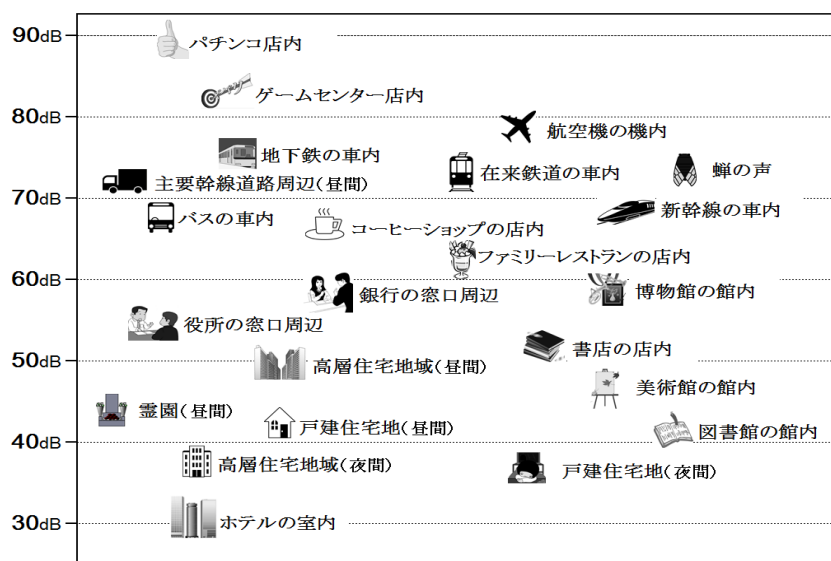 90dB
パチンコ店内
ゲームセンター店内
80dB
航空機の機内
地下鉄の車内
在来鉄道の車内
蝉の声
主要幹線道路周辺(昼間)
70dB
バスの車内
コーヒーショップの店内
新幹線の車内
ファミリーレストランの店内
60dB
銀行の窓口周辺
博物館の館内
役所の窓口周辺
書店の店内
50dB
高層住宅地域(昼間)
美術館の館内
霊園(昼間)
戸建住宅地(昼間)
図書館の館内
40dB
高層住宅地域(夜間)
戸建住宅地(夜間)
30dB
ホテルの室内